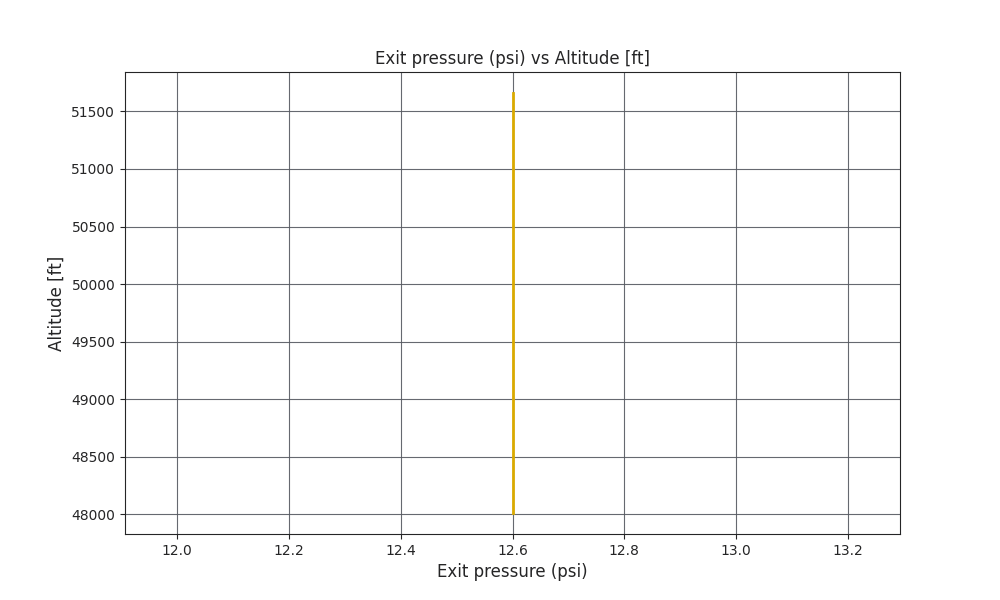 Exit pressure (psi) vs Altitude [ft]
51500
51000
50500
50000
49500
49000
48500
48000
Altitude [ft]
12.0 12.2 12.4 12.6 12.8 13.0 13.2
Exit pressure (psi)